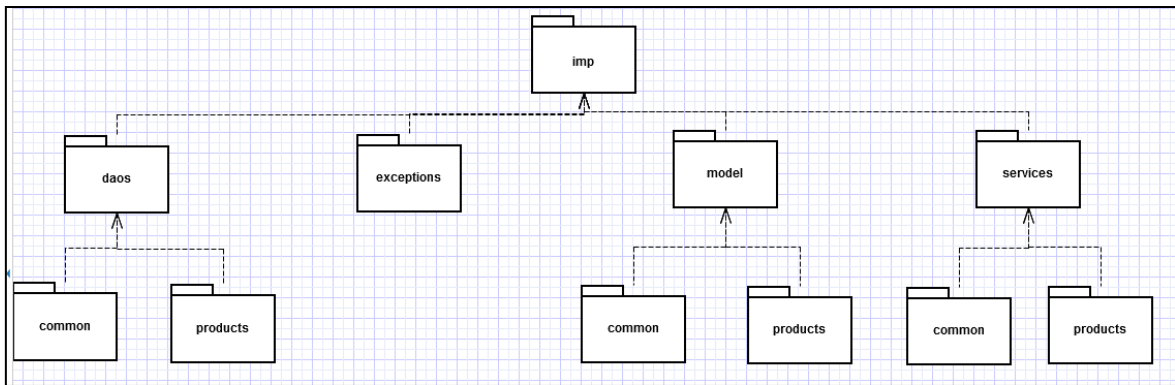 imp
daos
exceptions
model
services
common
products
common
products
common
products